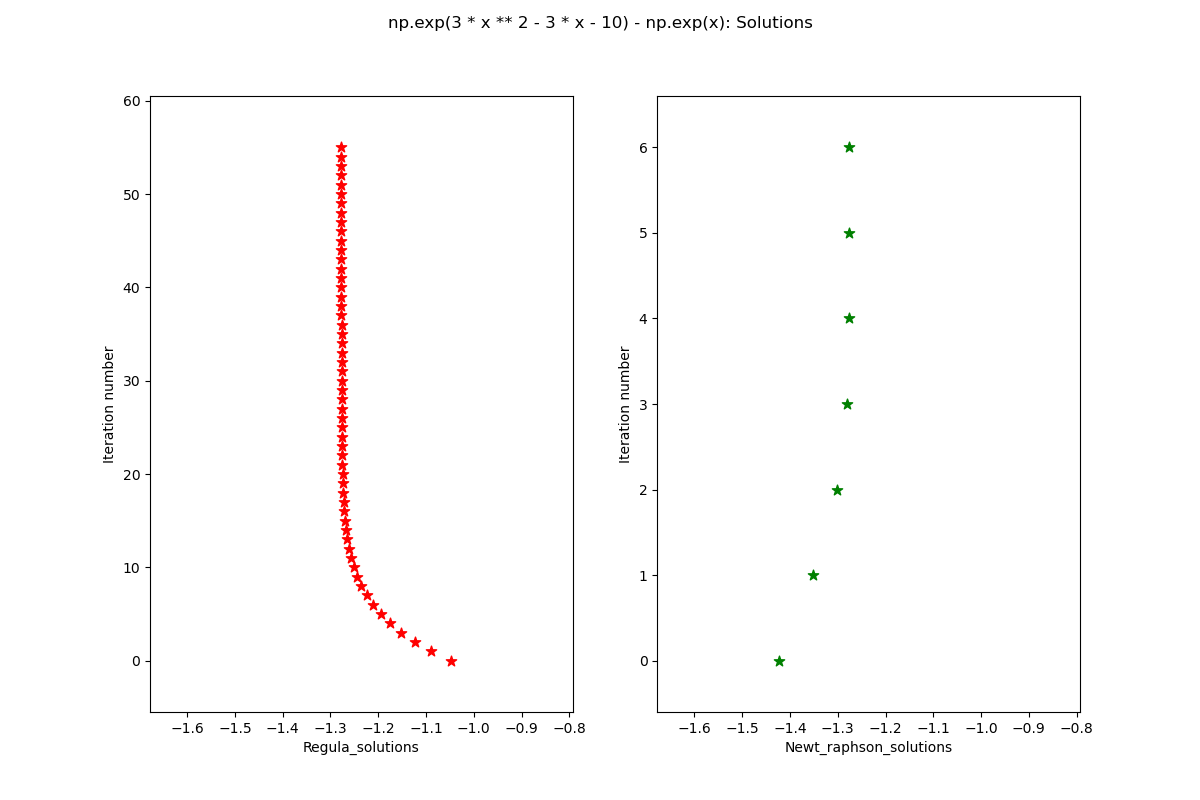 np.exp(3 * x ** 2 - 3 * x - 10) - np.exp(x): Solutions
60
50
40
30
20
10
0
Iteration number
−1.6 −1.5 −1.4 −1.3 −1.2 −1.1 −1.0 −0.9 −0.8
Regula_solutions
6
5
4
3
2
1
0
Iteration number
−1.6 −1.5 −1.4 −1.3 −1.2 −1.1 −1.0 −0.9 −0.8
Newt_raphson_solutions